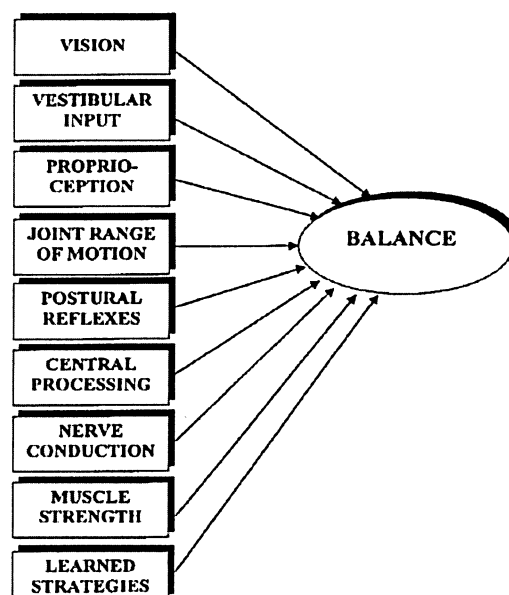 VISION
VESTIBULAR
INPUT
PROPRIO-
CEPTION
JOINT RANGE
OF MOTION
POSTURAL
REFLEXES
CENTRAL
PROCESSING
NERVE
CONDUCTION
MUSCLE
STRENGTH
LEARNED
STRATEGIES
BALANCE